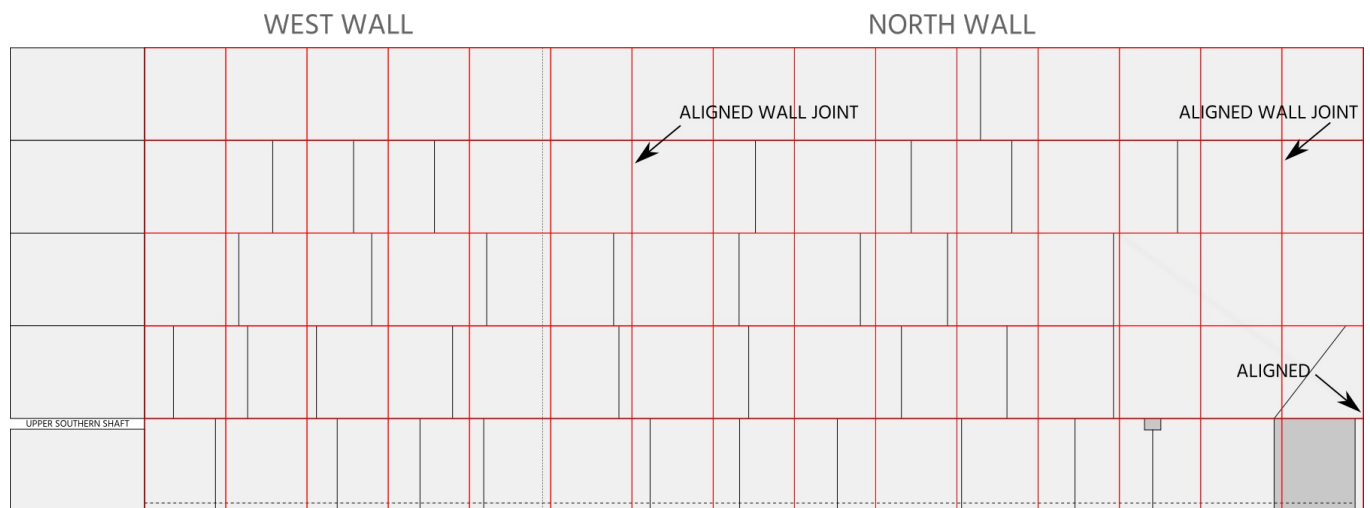 WEST WALL
NORTH WALL
ALIGNED WALL JOINT
ALIGNED WALL JOINT
ALIGNED
UPPER SOUTHERN SHAFT